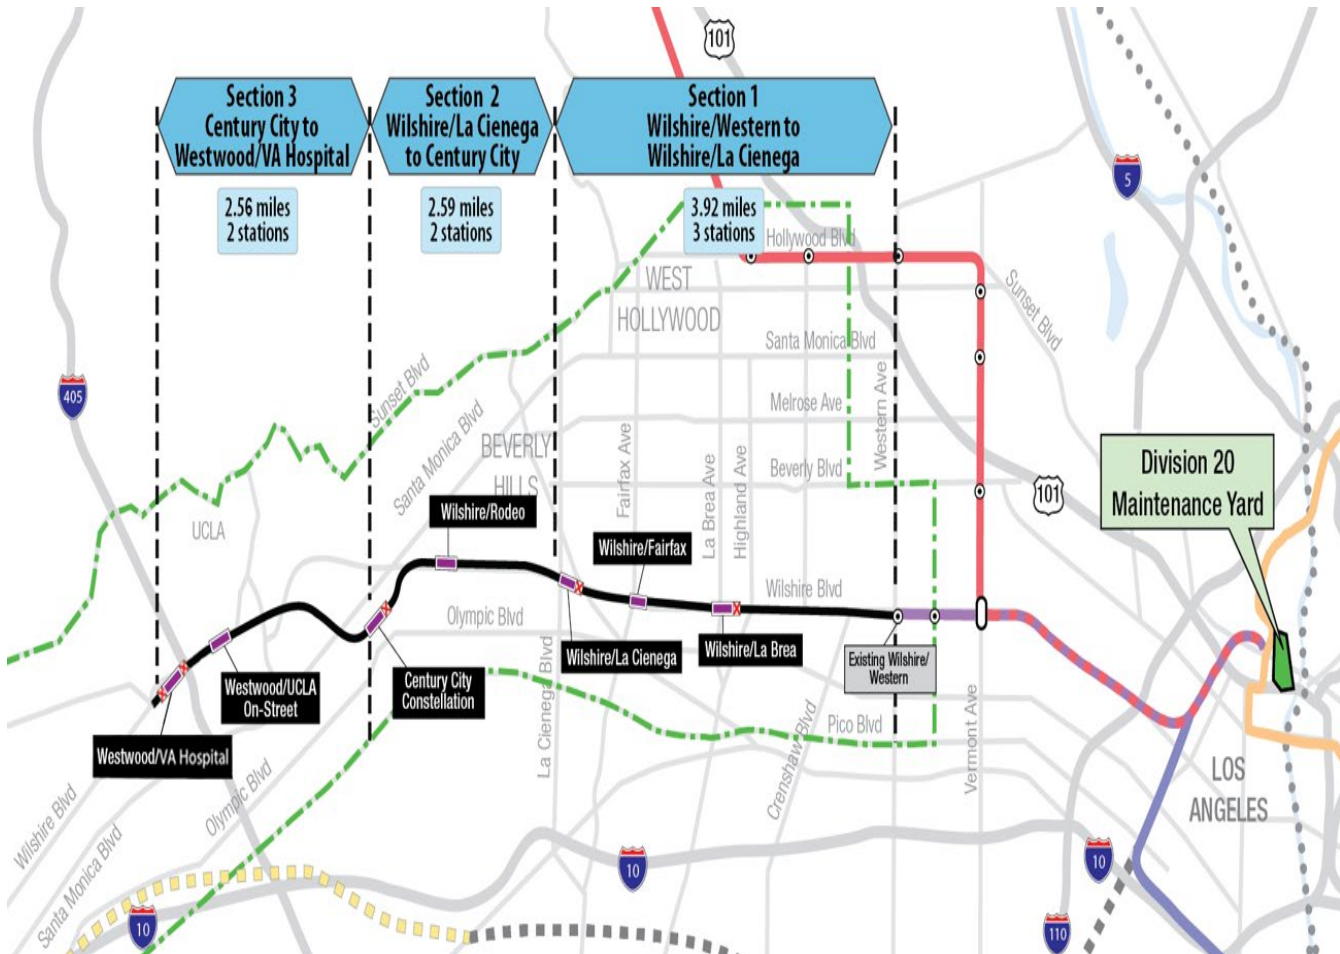 101
Section 3
Century City to
Westwood/VA Hospital
Section 2
Wilshire/La Cienega
to Century City
Section 1
Wilshire/Western to
Wilshire/La Cienega
2.56 miles
2 stations
2.59 miles
2 stations
3.92 miles
3 stations
5
Hollywood Blvd
WEST
HOLLYWOOD
Sunset Blvd
Santa Monica Blvd
Sunset Blvd
405
Melrose Ave
Western Ave
Santa Monica Blvd
BEVERLY
HILLS
Fairfax Ave
La Brea Ave
Highland Ave
Beverly Blvd
101
Division 20
Maintenance Yard
UCLA
Wilshire/Rodeo
Wilshire/Fairfax
Wilshire Blvd
Olympic Blvd
Wilshire/La Cienega
Wilshire/La Brea
Existing Wilshire/
Western
Westwood/UCLA
On-Street
Century City
Constellation
La Cienega Blvd
Crenshaw Blvd
Pico Blvd
Vermont Ave
Westwood/VA Hospital
LOS
ANGELES
Wilshire Blvd
Olympic Blvd
Santa Monica Blvd
10
10
10
110